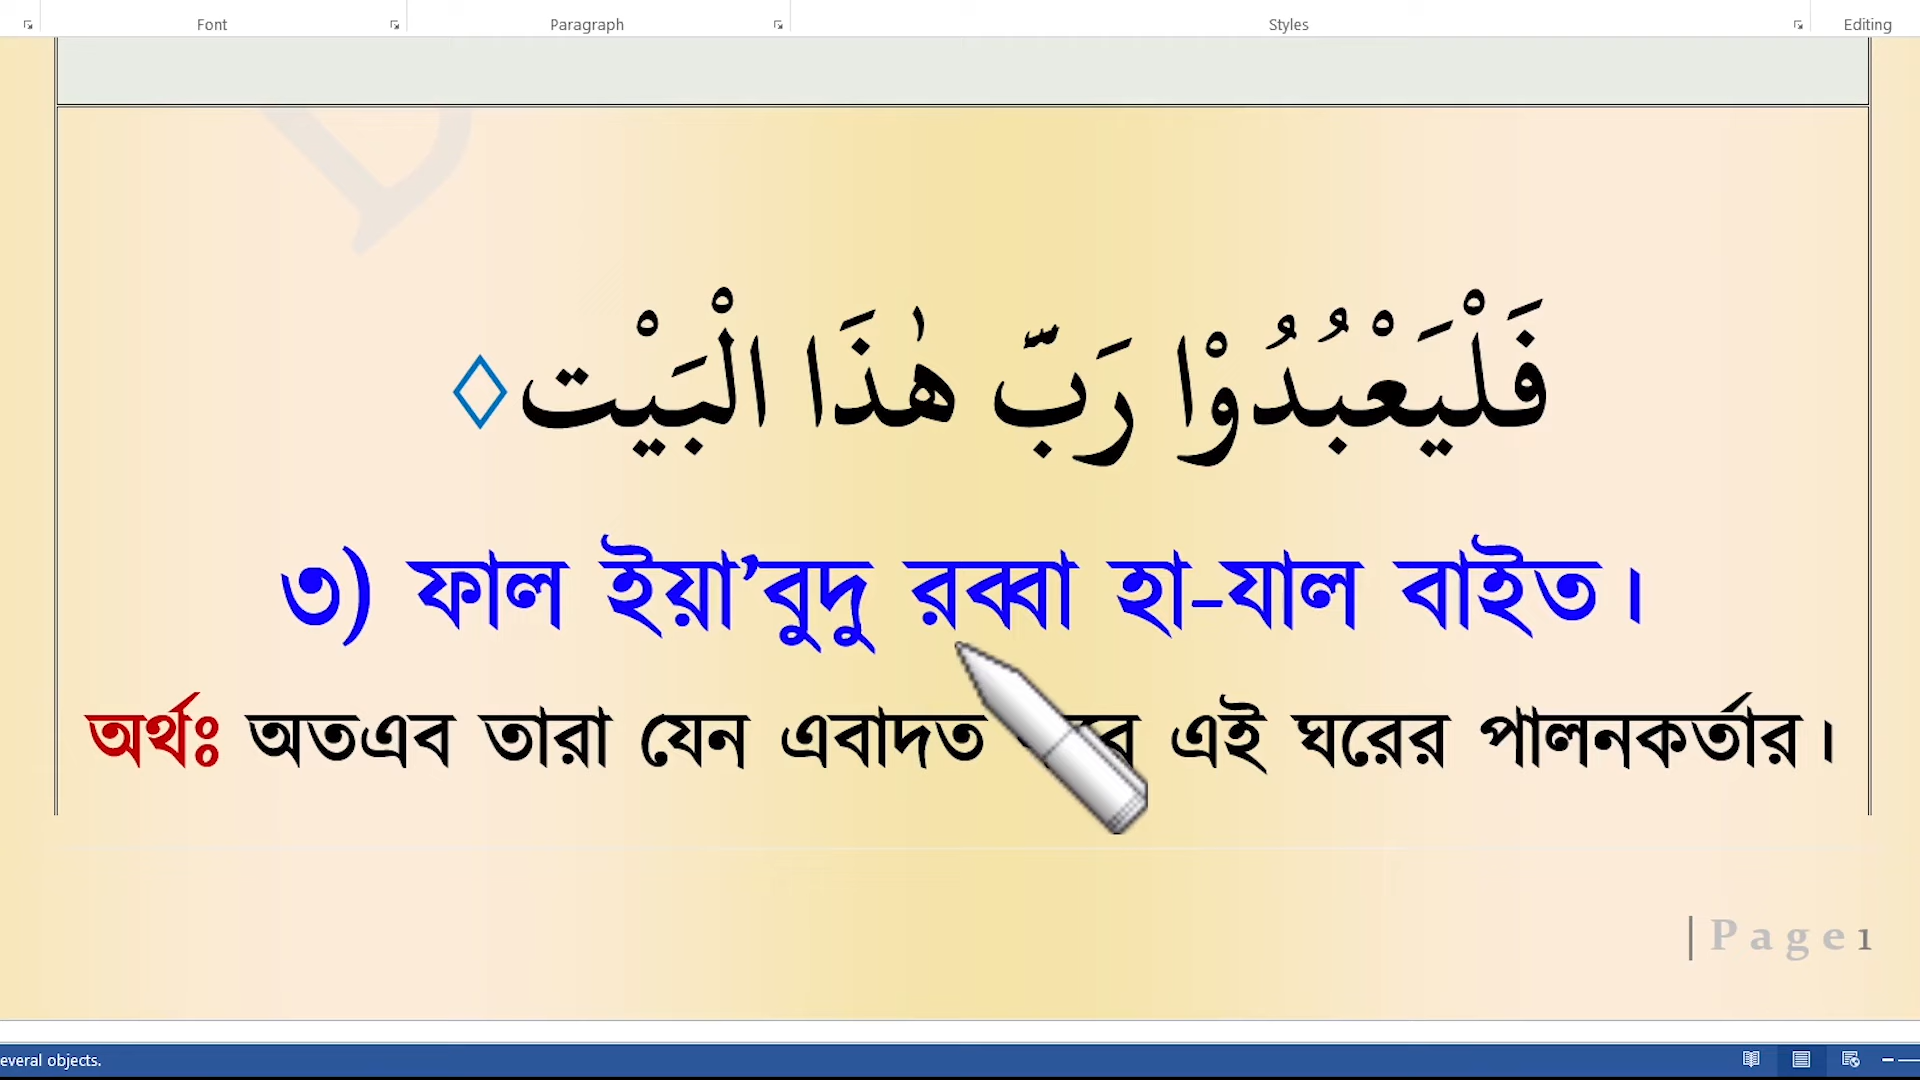 Font Paragraph Styles Editing
فَلْيَعْبُدُوْا رَبَّ هٰذَا الْبَيْت
৩) ফাল ইয়া’বুদু রব্বা হা-যাল বাইত।
অর্থঃ অতএব তারা যেন এবাদত এই ঘরের পালনকর্তার।
| Page 1
everal objects.